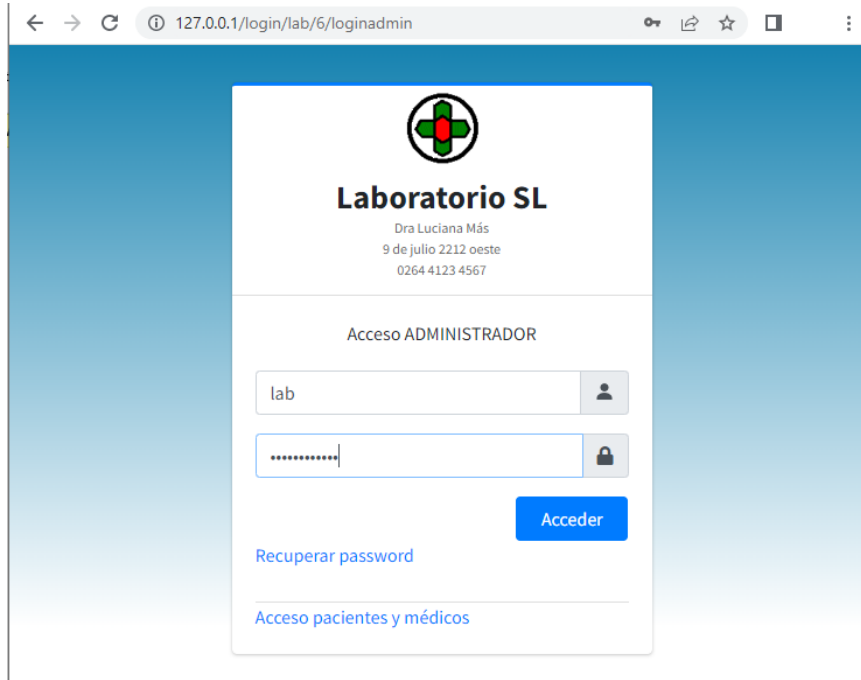 127.0.0.1/login/lab/6/loginadmin
Laboratorio SL
Dra Luciana Más
9 de julio 2212 oeste
0264 4123 4567
Acceso ADMINISTRADOR
lab
••••••••••••
Acceder
Recuperar password
Acceso pacientes y médicos